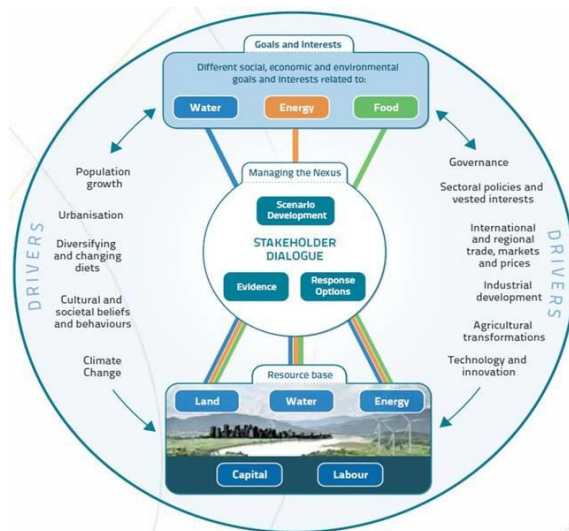 Goals and Interests
Different social, economic and environmental
goals and interests related to:
Water
Energy
Food
Managing the Nexus
Scenario
Development
STAKEHOLDER
DIALOGUE
Evidence
Response
Options
DRIVERS
Population
growth
Urbanisation
Diversifying
and changing
diets
Cultural and
societal beliefs
and behaviours
Climate
Change
Governance
Sectoral policies and
vested interests
International
and regional
trade, markets
and prices
Industrial
development
Agricultural
transformations
Technology and
innovation
DRIVERS
Resource base
Land
Water
Energy
Capital
Labour